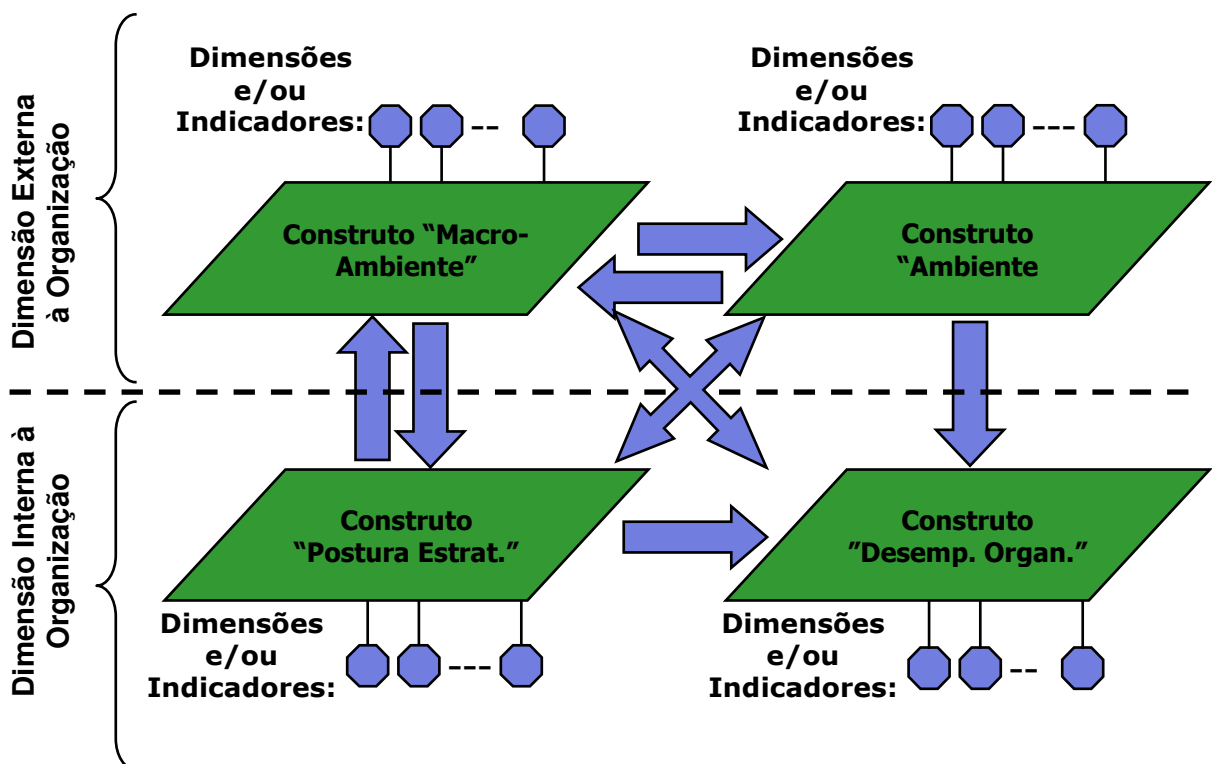 Dimensão Externa
à Organização
Dimensões
e/ou
Indicadores:
--
Dimensões
e/ou
Indicadores:
---
Construto “Macro-
Ambiente”
Construto
“Ambiente
Dimensão Interna à
Organização
Construto
“Postura Estrat.”
Construto
”Desemp. Organ.”
Dimensões
e/ou
Indicadores:
---
Dimensões
e/ou
Indicadores:
--